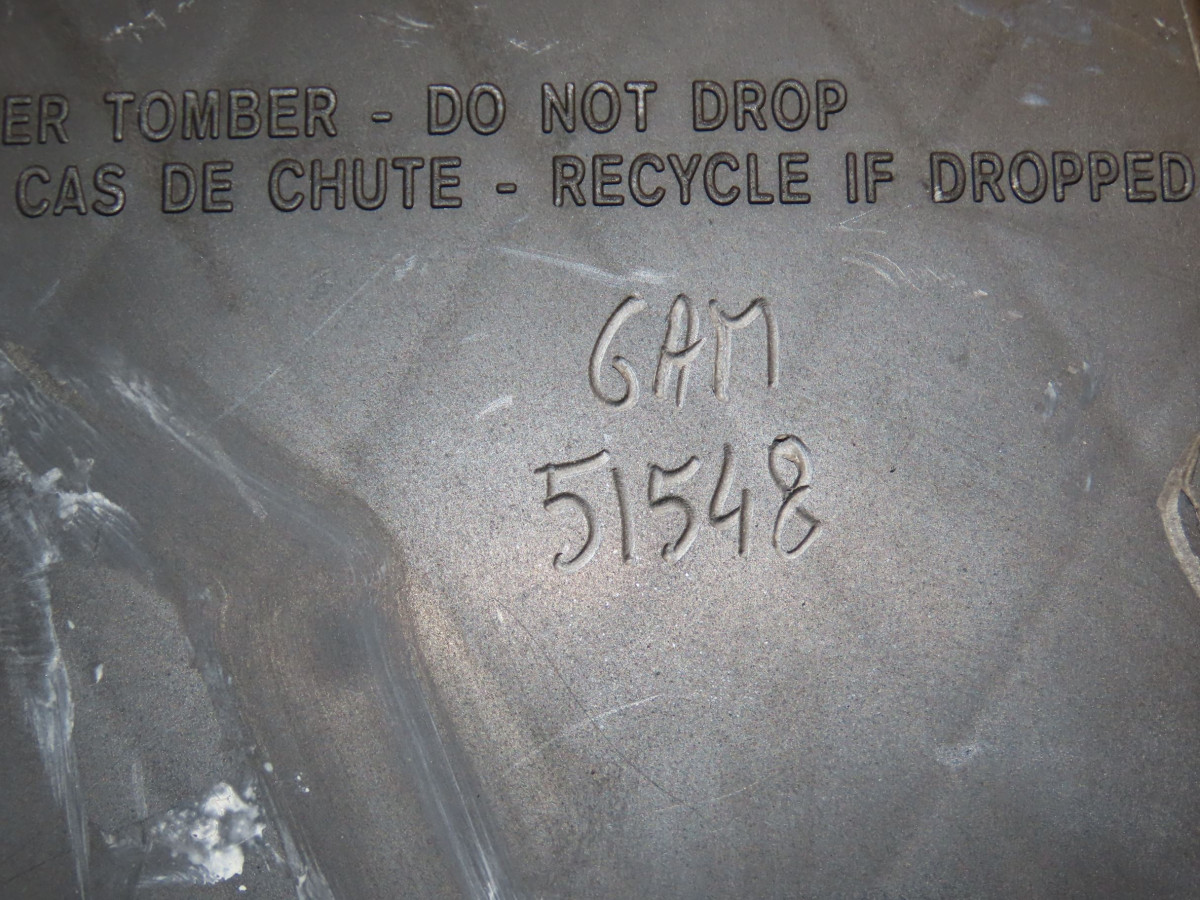 ER TOMBER - DO NOT DROP
CAS DE CHUTE - RECYCLE IF DROPPED
GAM
51548